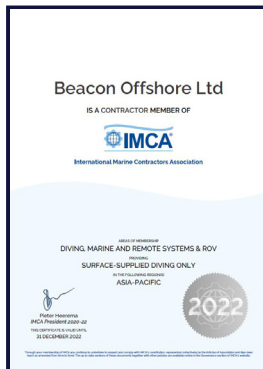 Beacon Offshore Ltd
IS A CONTRACTOR MEMBER OF
IMCA
International Marine Contractors Association
AREAS OF MEMBERSHIP
DIVING, MARINE AND REMOTE SYSTEMS & ROV
PROVIDING
SURFACE-SUPPLIED DIVING ONLY
IN THE FOLLOWING REGIONS
ASIA-PACIFIC
Pieter Heerema
IMCA President 2020-22
THIS CERTIFICATE IS VALID UNTIL
31 DECEMBER 2022
2022